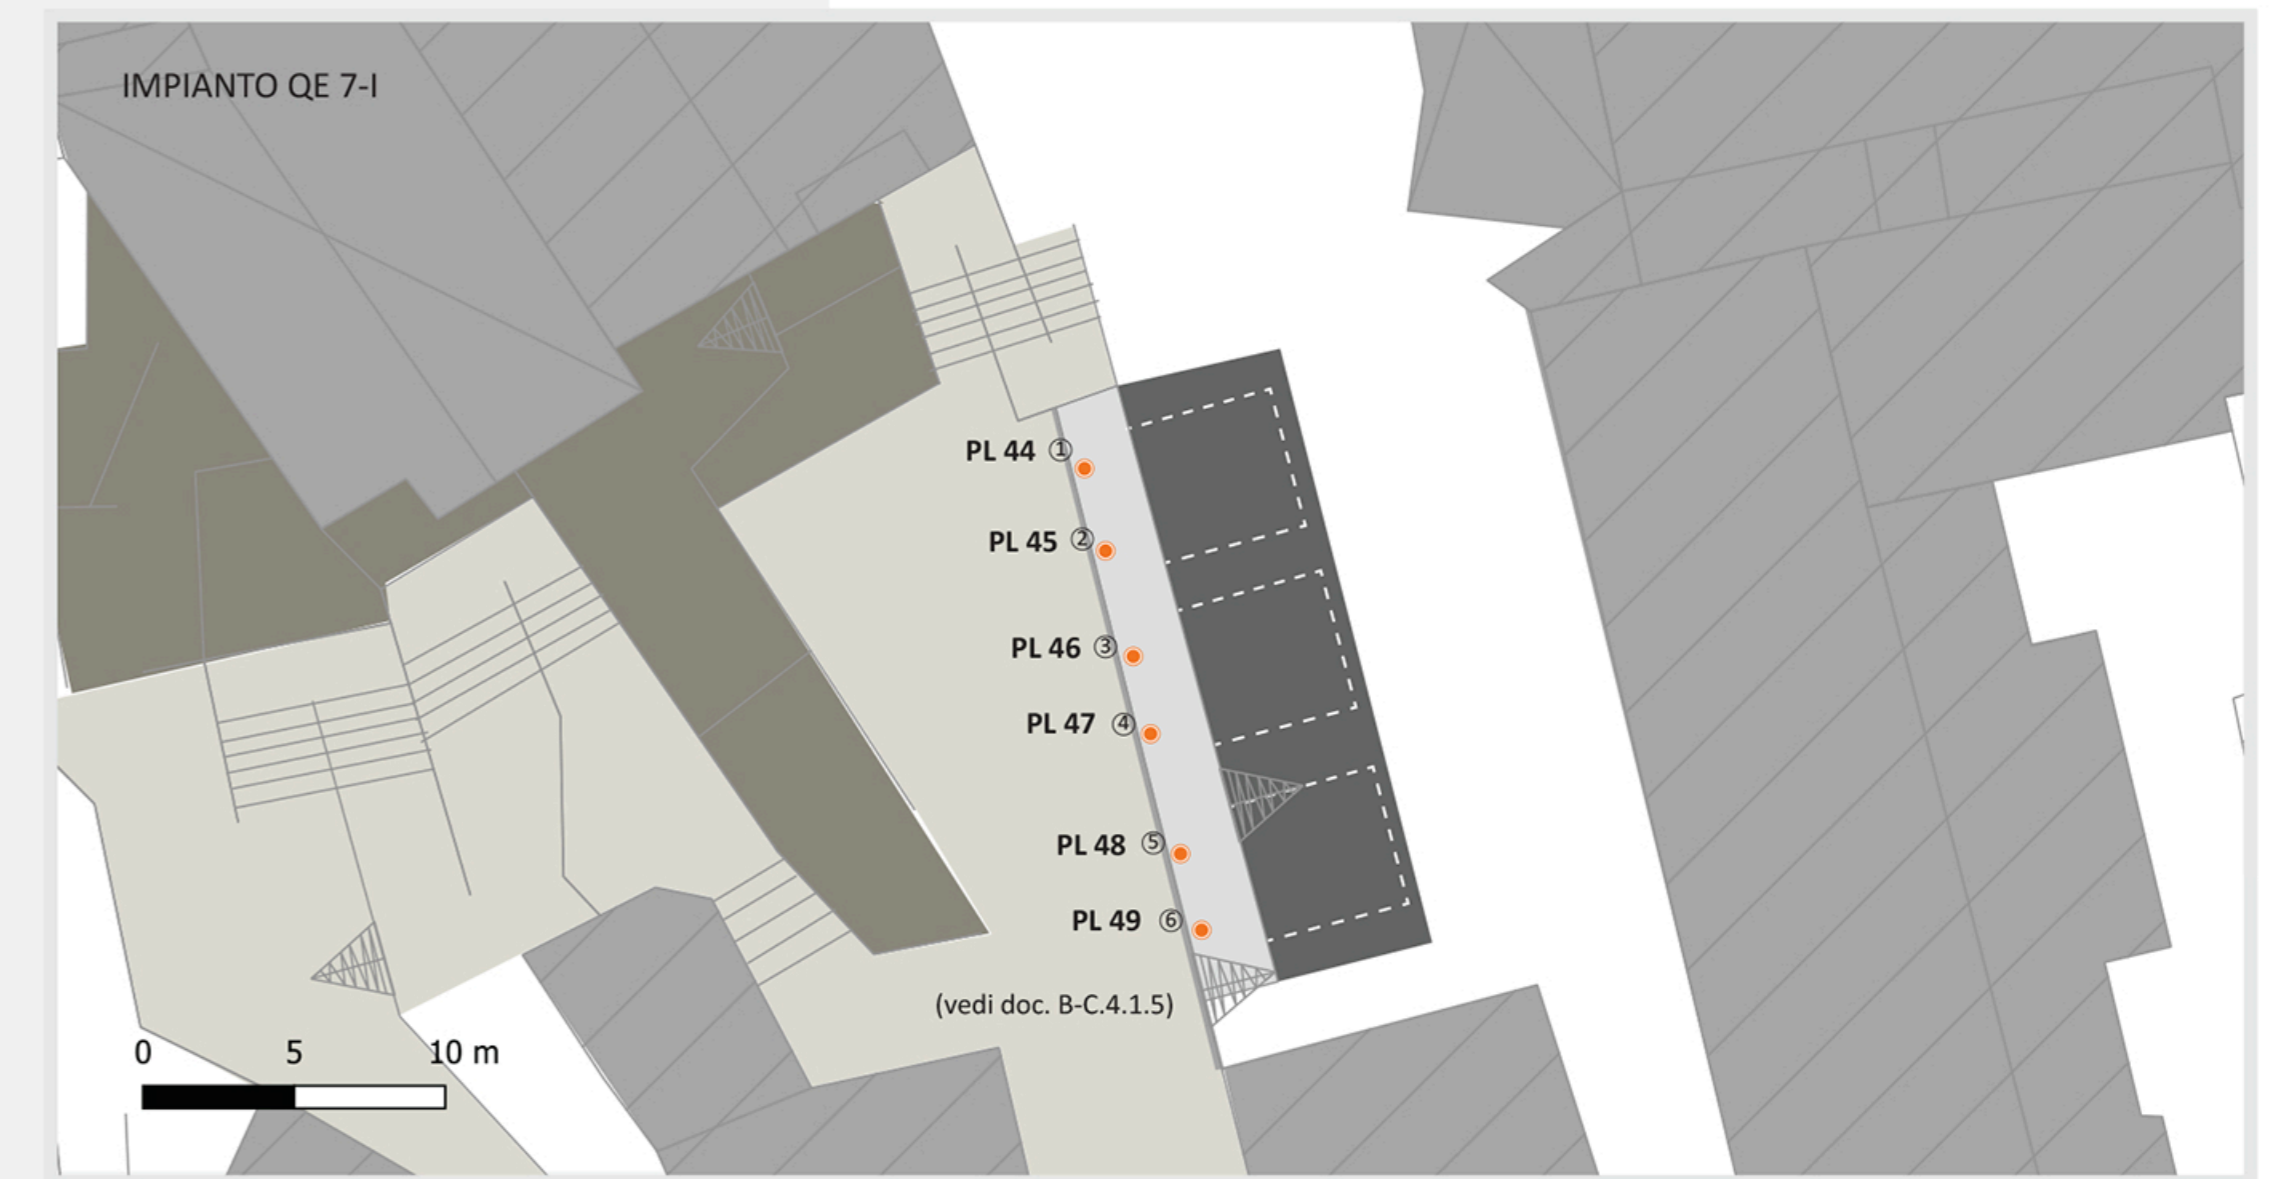 IMPIANTO QE 7-I
PL 44 ①
PL 45 ②
PL 46 ③
PL 47 ④
PL 48 ⑤
PL 49 ⑥
(vedi doc. B-C.4.1.5)
0 5 10 m